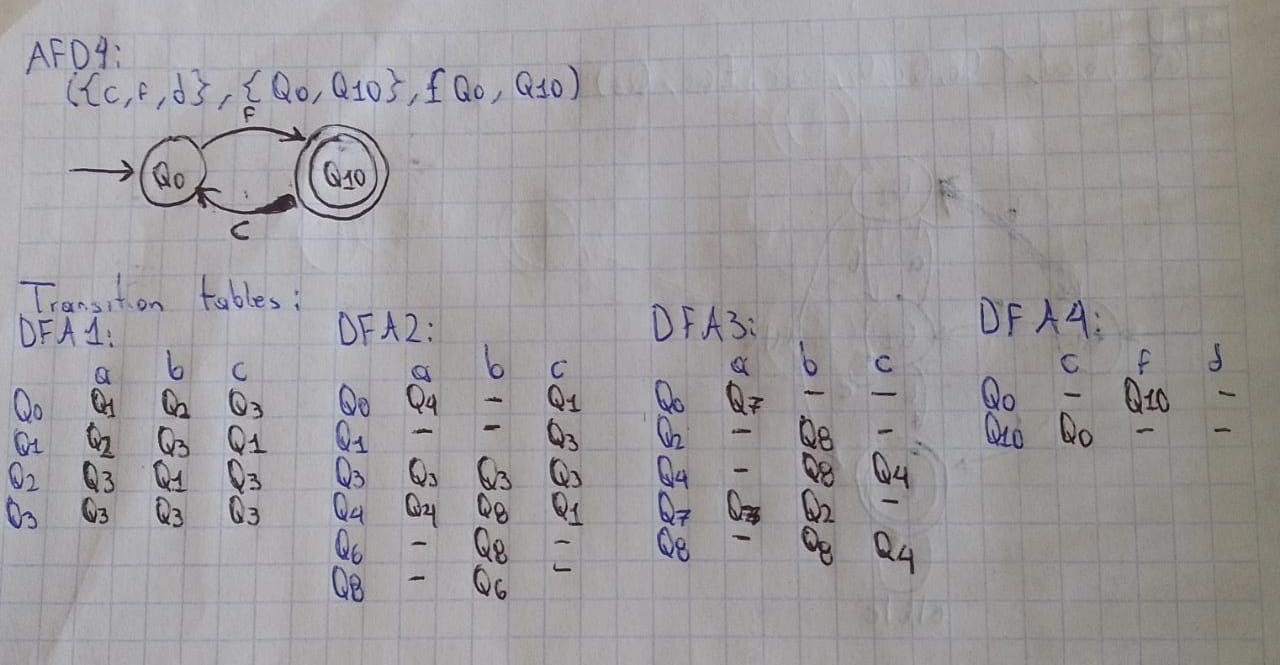 AFD4:
({c,f,d},{Q0,Q10},f Q0, Q10)
F
Q0 Q10
C
Transition tables:
DFA1: DFA2: DFA3: DFA4:
a b c a b c a b c c f d
Q0 Q1 Q2 Q3 Q0 Q4 - Q1 Q0 Q7 - - Q0 - Q10 -
Q1 Q2 Q3 Q1 Q1 - - Q3 Q2 - Q8 - Q10 Q0 - -
Q2 Q3 Q1 Q3 Q3 Q3 Q3 Q3 Q4 - Q8 Q4
Q3 Q3 Q3 Q3 Q4 Q4 Q8 Q1 Q7 Q2 -
Q6 - Q8 - Q8 - Q8 Q4
Q8 - Q6 -